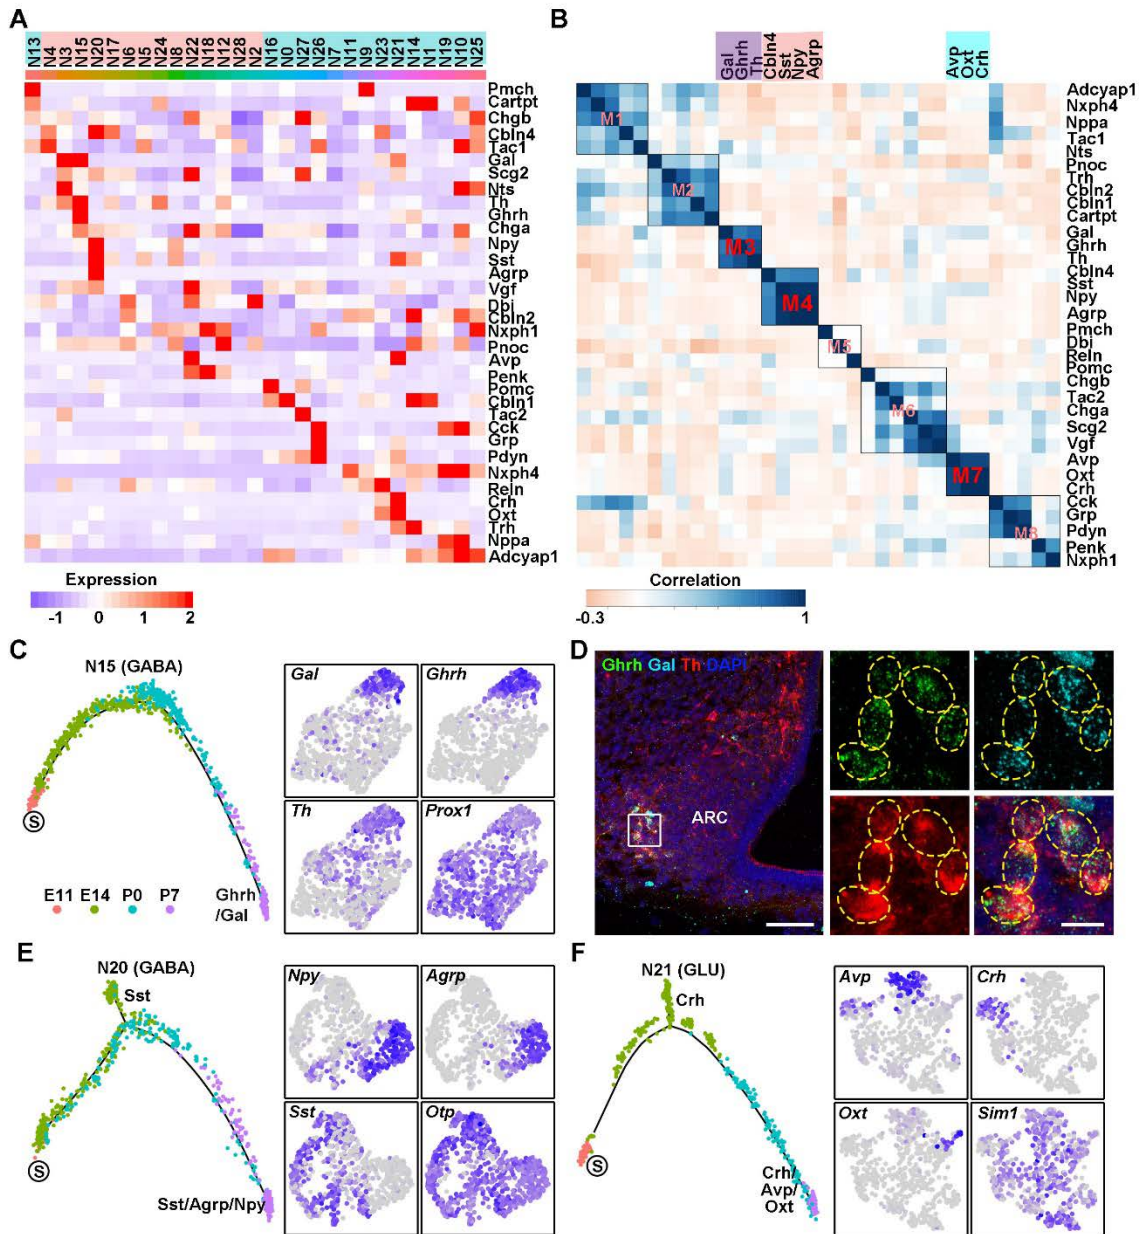 A
N13
N4
N3
N15
N20
N17
N6
N5
N24
N8
N22
N18
N12
N28
N2
N16
N0
N27
N26
N7
N11
N9
N23
N21
N14
N1
N19
N10
N25
Pmch
Cartpt
Chgb
Cbln4
Tac1
Gal
Scg2
Nts
Th
Ghrh
Chga
Npy
Sst
Agrp
Vgf
Dbi
Cbln2
Nxph1
Pnoc
Avp
Penk
Pomc
Cbln1
Tac2
Cck
Grp
Pdyn
Nxph4
Reln
Crh
Oxt
Trh
Nppa
Adcyap1
Expression
-1 0 1 2
B
Gal
Ghrh
Th
Cbln4
Sst
Npy
Agrp
Avp
Oxt
Crh
Adcyap1
Nxph4
Nppa
Tac1
Nts
Pnoc
Trh
Cbln2
Cbln1
Cartpt
Gal
Ghrh
Th
Cbln4
Sst
Npy
Agrp
Pmch
Dbi
Reln
Pomc
Chgb
Tac2
Chga
Scg2
Vgf
Avp
Oxt
Crh
Cck
Grp
Pdyn
Penk
Nxph1
M1
M2
M3
M4
M5
M6
M7
M8
Correlation
-0.3 1
C
N15 (GABA)
S
E11 E14 P0 P7
Ghrh
/Gal
Gal
Ghrh
Th
Prox1
D
Ghrh Gal Th DAPI
ARC
E
N20 (GABA)
Sst
S
Sst/Agrp/Npy
Npy
Agrp
Sst
Otp
F
N21 (GLU)
Crh
S
Crh/
Avp/
Oxt
Avp
Crh
Oxt
Sim1